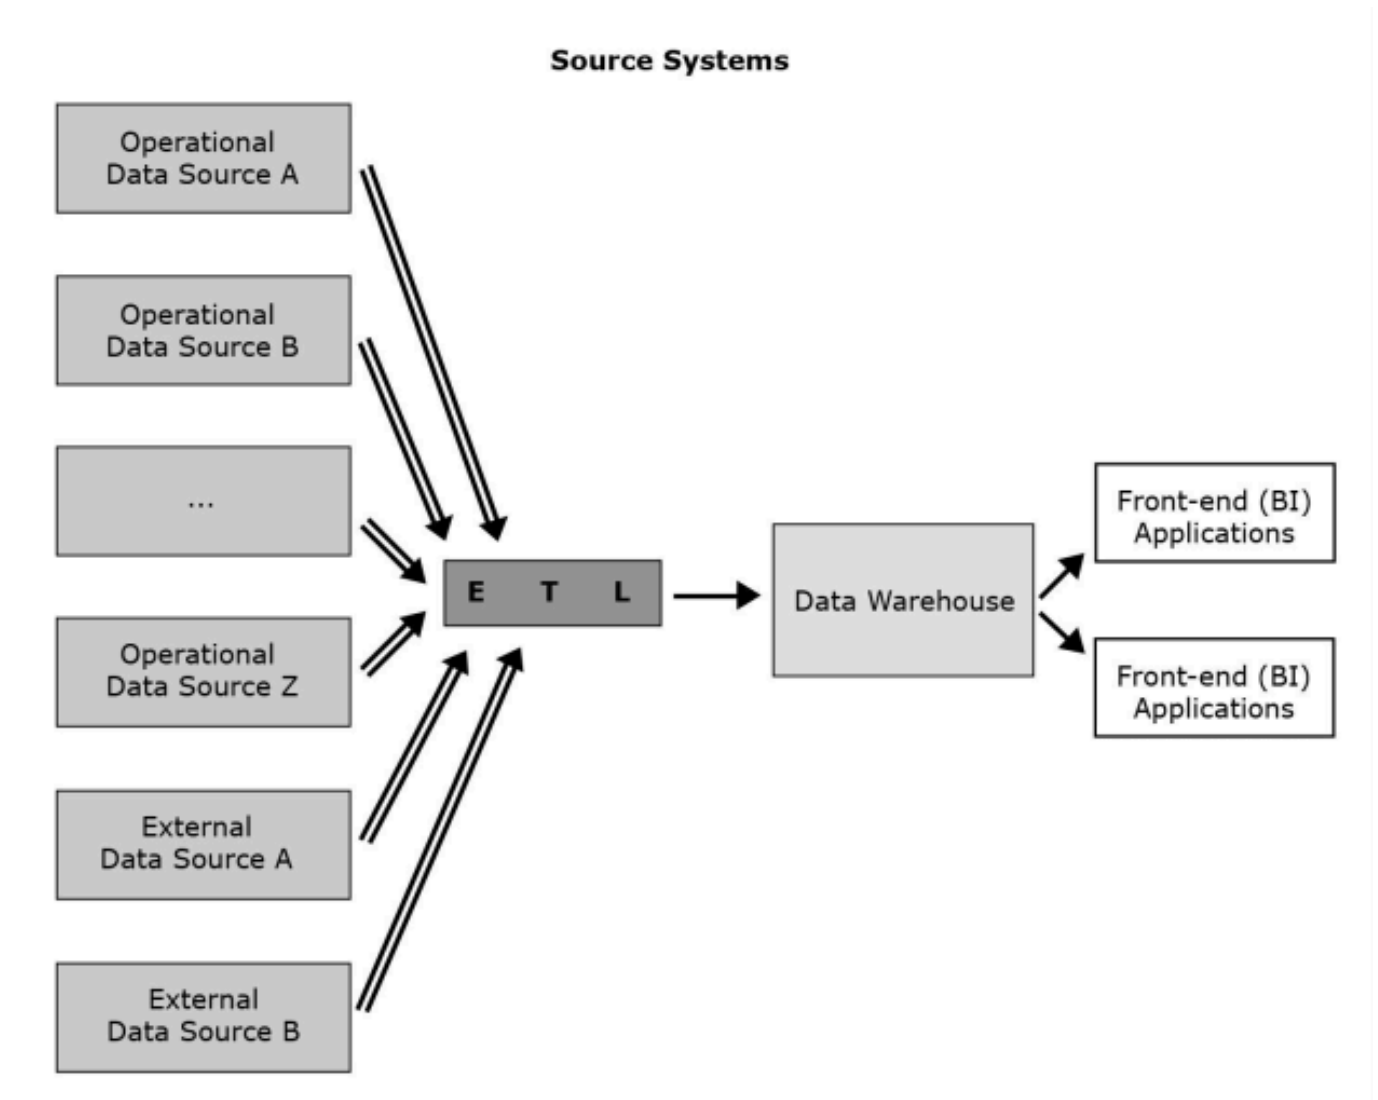 Source Systems
Operational
Data Source A
Operational
Data Source B
...
Operational
Data Source Z
External
Data Source A
External
Data Source B
E T L
Data Warehouse
Front-end (BI)
Applications
Front-end (BI)
Applications